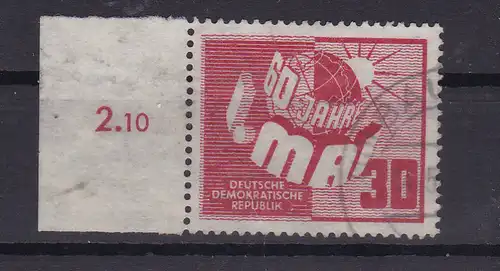 2.10
60 JAHRE
1. MAI
DEUTSCHE
DEMOKRATISCHE
REPUBLIK
30